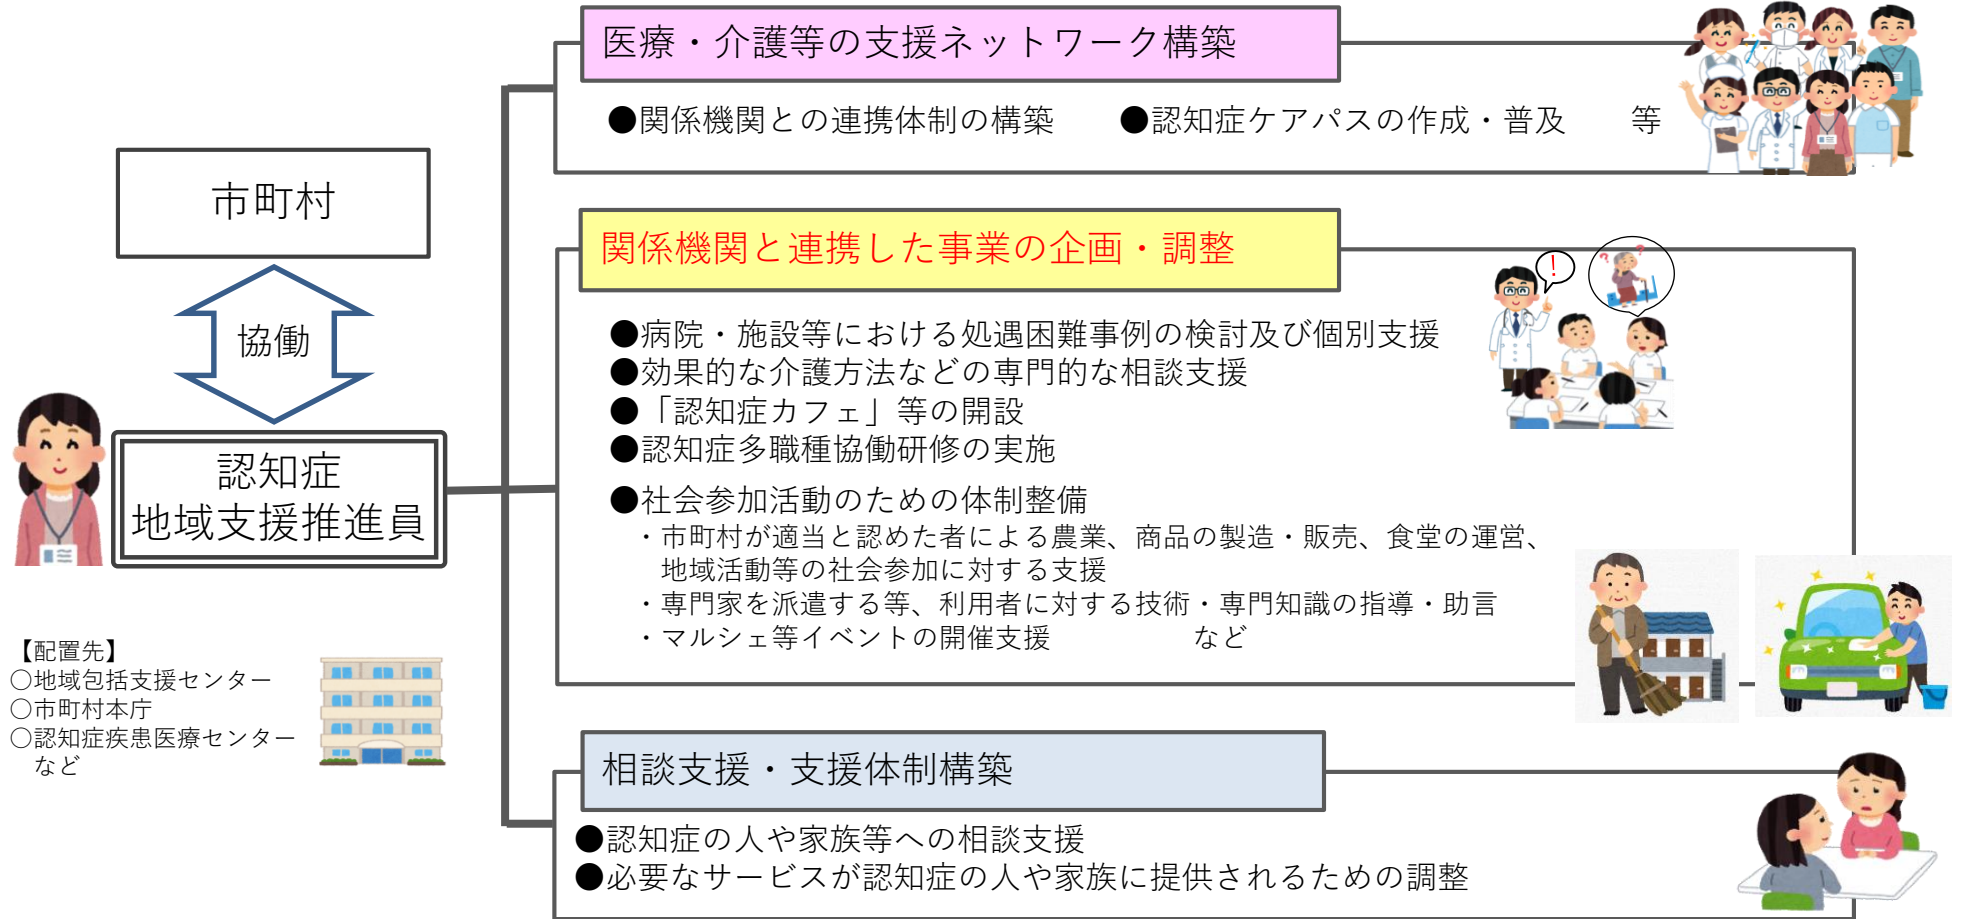 市町村
協働
認知症
地域支援推進員
【配置先】
○地域包括支援センター
○市町村本庁
○認知症疾患医療センター
など
医療・介護等の支援ネットワーク構築
●関係機関との連携体制の構築　●認知症ケアパスの作成・普及　等
関係機関と連携した事業の企画・調整
!
? ?
●病院・施設等における処遇困難事例の検討及び個別支援
●効果的な介護方法などの専門的な相談支援
●「認知症カフェ」等の開設
●認知症多職種協働研修の実施
●社会参加活動のための体制整備
・市町村が適当と認めた者による農業、商品の製造・販売、食堂の運営、
地域活動等の社会参加に対する支援
・専門家を派遣する等、利用者に対する技術・専門知識の指導・助言
・マルシェ等イベントの開催支援　など
相談支援・支援体制構築
●認知症の人や家族等への相談支援
●必要なサービスが認知症の人や家族に提供されるための調整